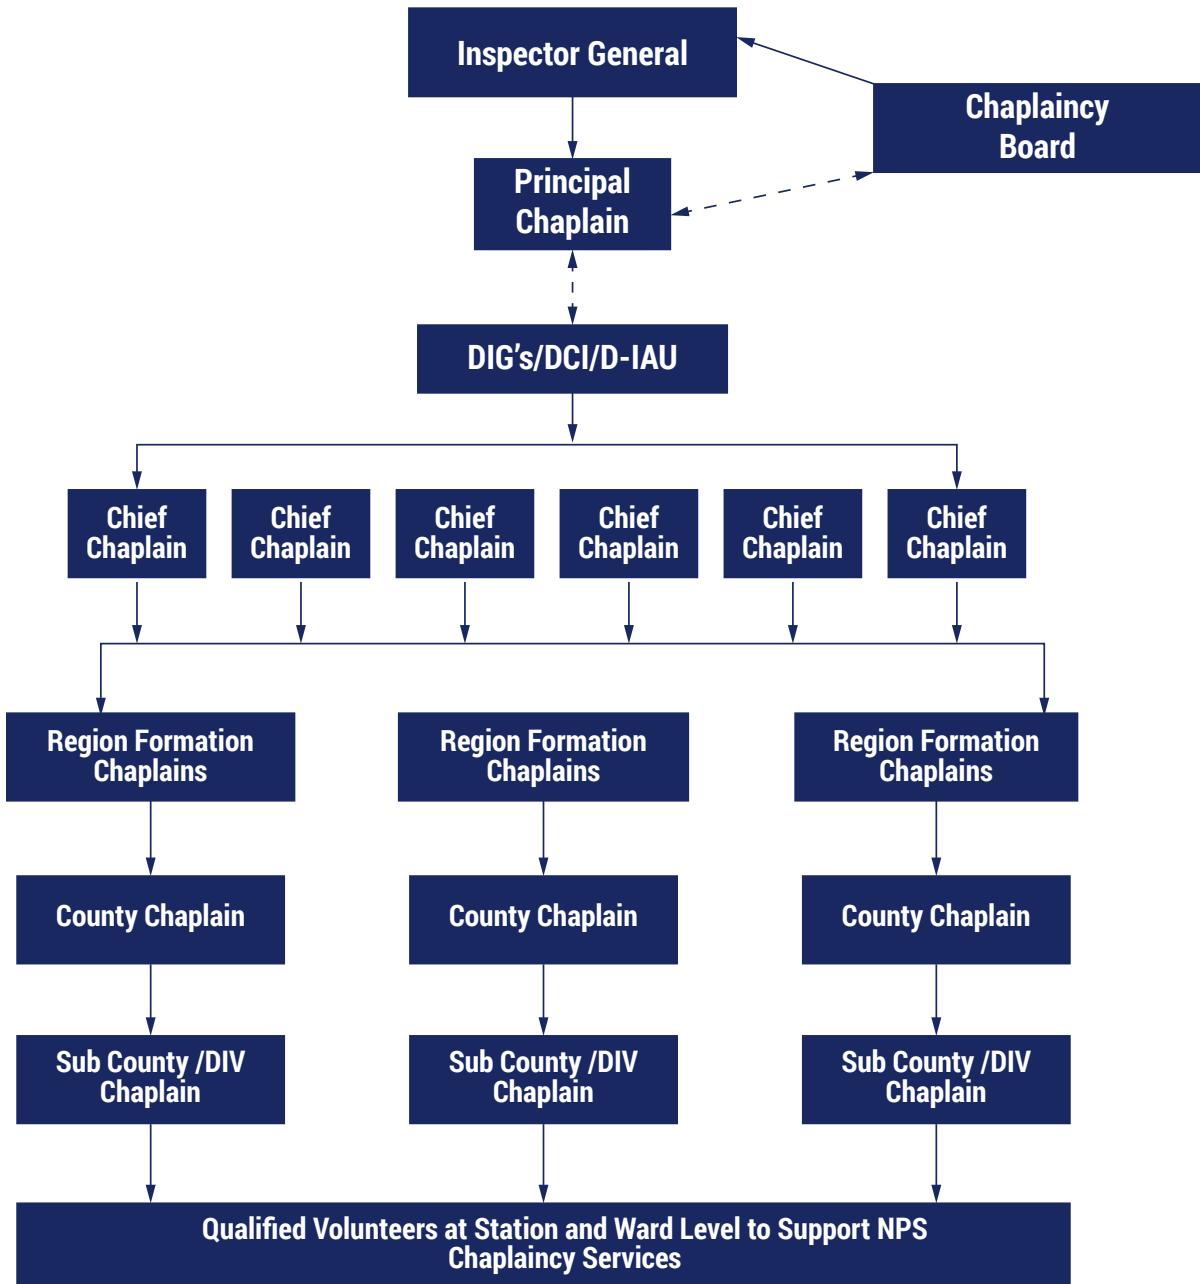 Inspector General
Chaplaincy
Board
Principal
Chaplain
DIG's/DCI/D-IAU
Chief
Chaplain
Chief
Chaplain
Chief
Chaplain
Chief
Chaplain
Chief
Chaplain
Chief
Chaplain
Region Formation
Chaplains
Region Formation
Chaplains
Region Formation
Chaplains
County Chaplain
County Chaplain
County Chaplain
Sub County /DIV
Chaplain
Sub County /DIV
Chaplain
Sub County /DIV
Chaplain
Qualified Volunteers at Station and Ward Level to Support NPS
Chaplaincy Services